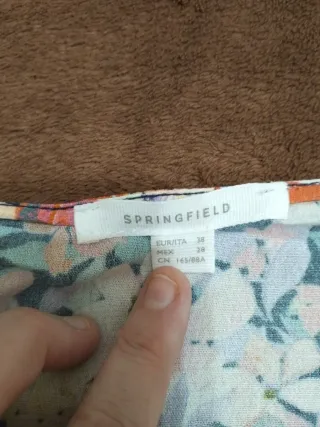 SPRINGFIELD
EUR/ITA 38
MEX 28
CN 165/88A